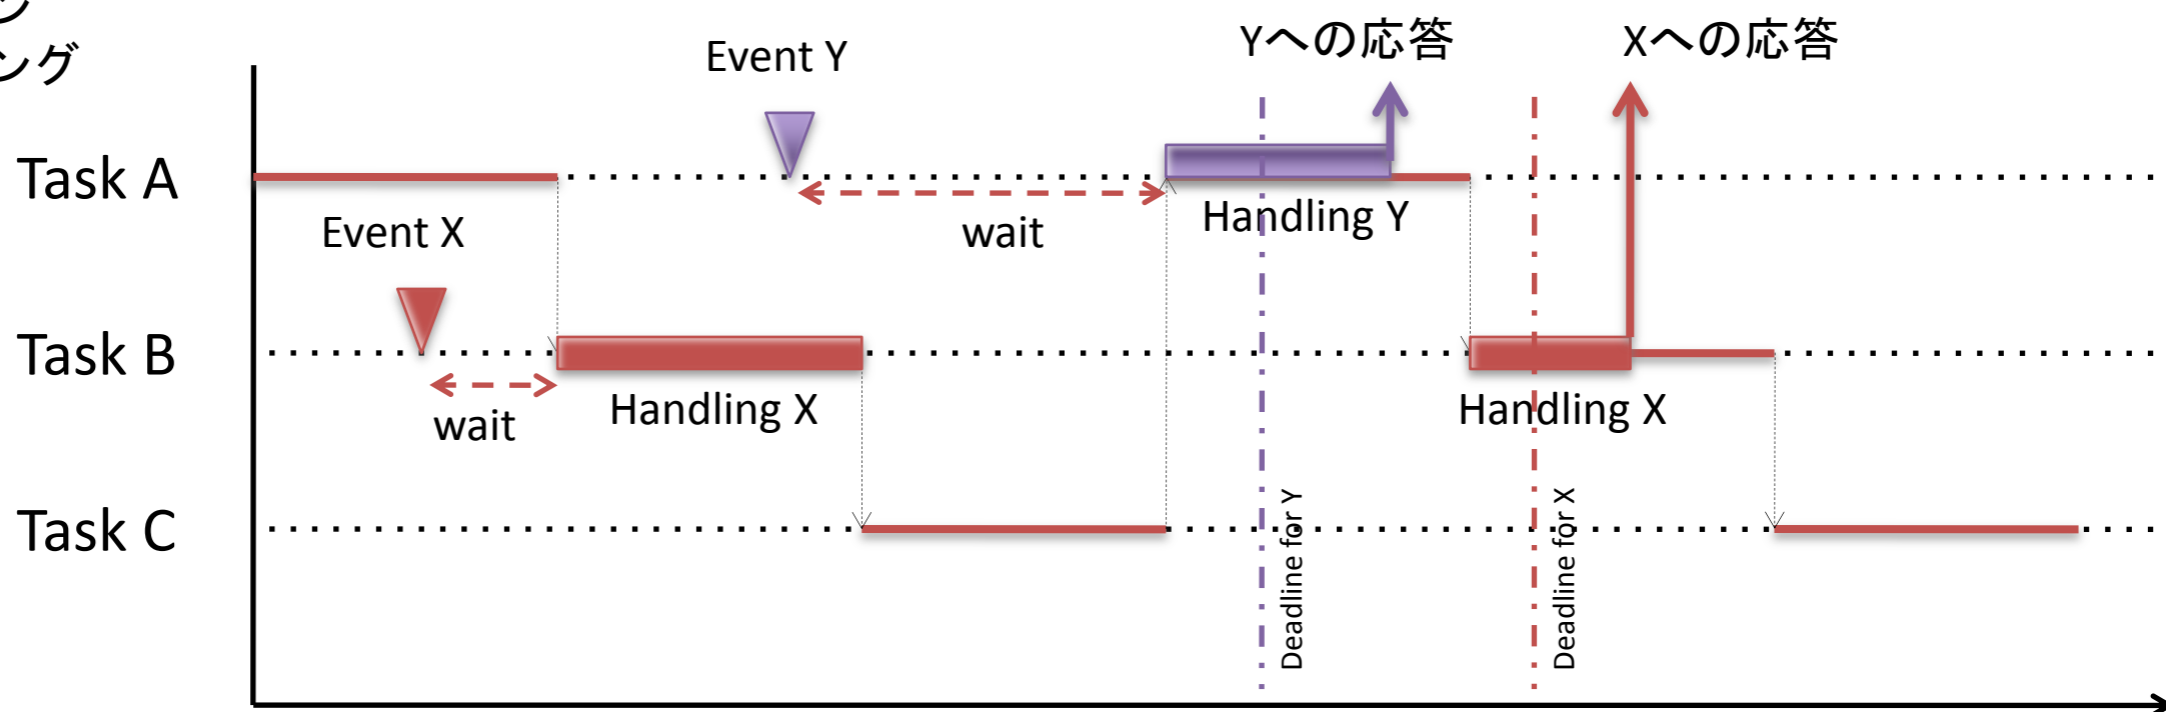 ン
ング
Event Y
Yへの応答
Xへの応答
Task A
Event X
wait
Handling Y
Task B
wait
Handling X
Handling X
Task C
Deadline for Y
Deadline for X